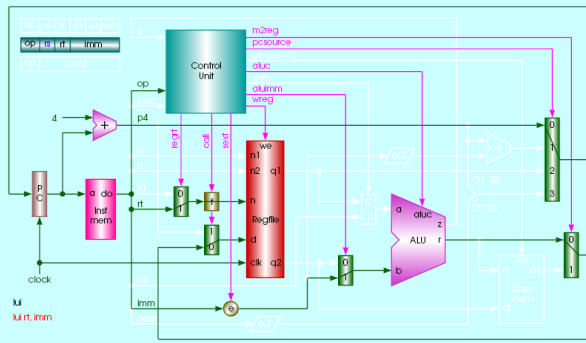 op rs rt imm
m2reg
pcsource
aluc
aluimm
wreg
Control
Unit
op
4
+
p4
regrt
call
sext
we
n1
n2 q1
n
Regfile
d
clk q2
0
1
f
1
0
P
C
a do
Inst
mem
rt
clock
imm
e
0
1
a
aluc
z
ALU r
b
0
1
2
3
0
1
lui
lui rt, imm